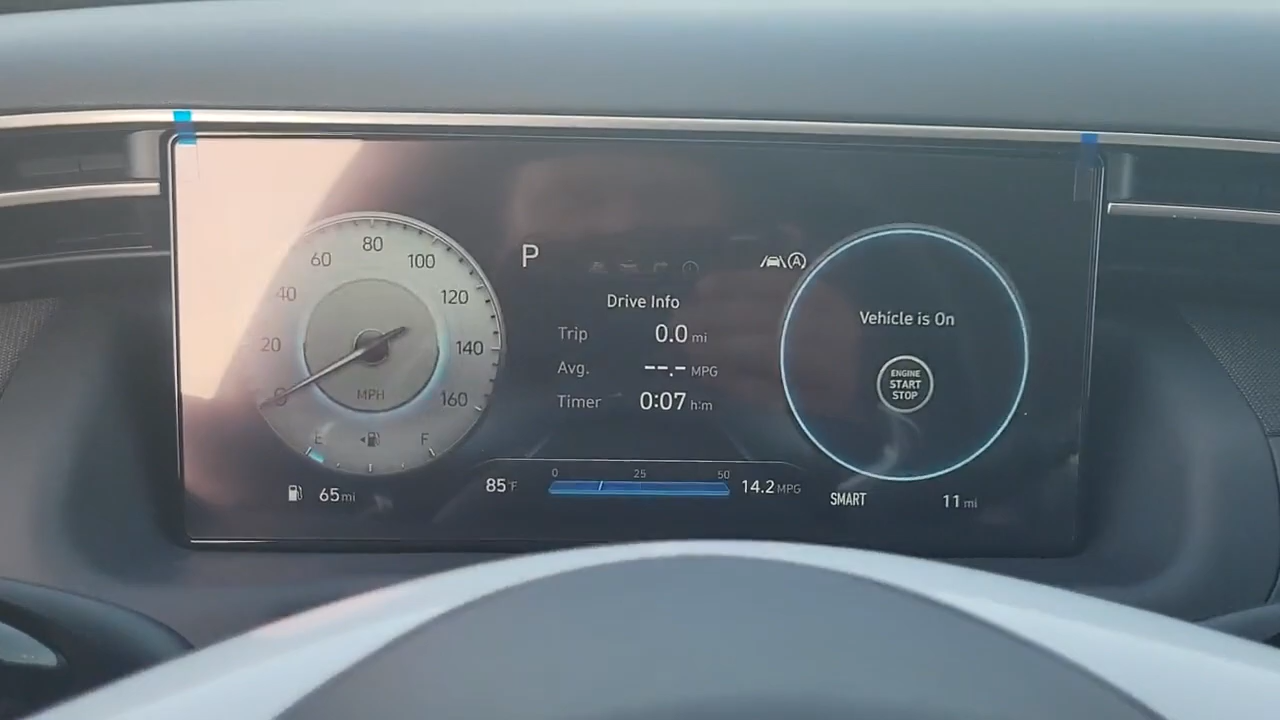 80
60
100
40
120
20
140
0
160
MPH
E
F
65 mi
P
Drive Info
Trip 0.0 mi
Avg. --.- MPG
Timer 0:07 h:m
0 25 50
85°F
14.2 MPG
A
Vehicle is On
ENGINE
START
STOP
SMART
11 mi